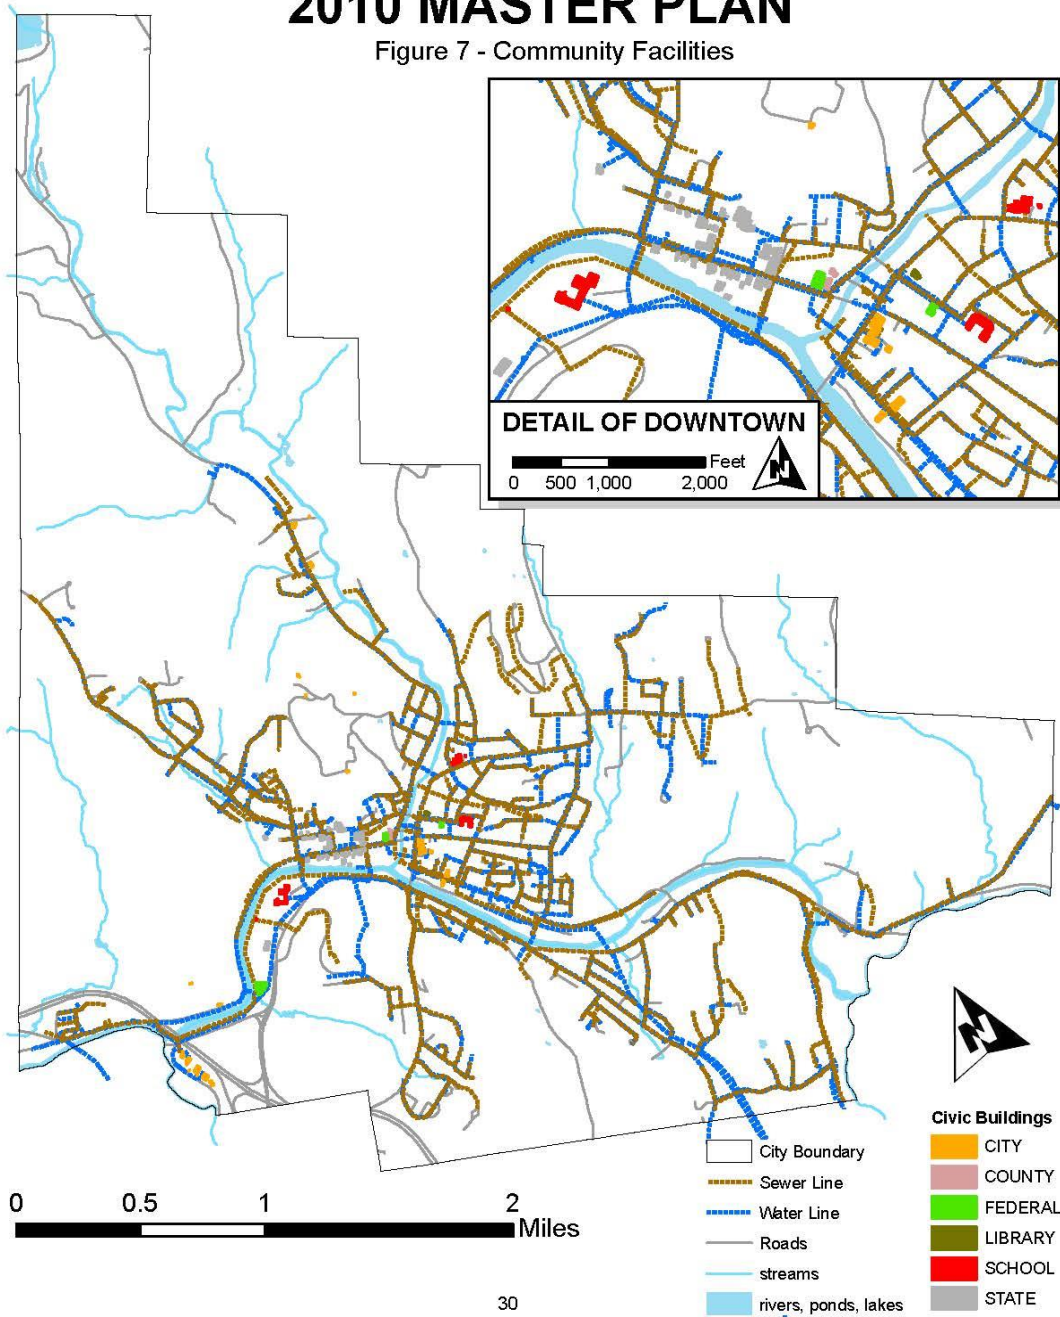 2010 MASTER PLAN
Figure 7 - Community Facilities
DETAIL OF DOWNTOWN
Feet
0 500 1,000 2,000
N
N
Civic Buildings
CITY
COUNTY
FEDERAL
LIBRARY
SCHOOL
STATE
City Boundary
Sewer Line
Water Line
Roads
streams
rivers, ponds, lakes
0 0.5 1 2
Miles
30